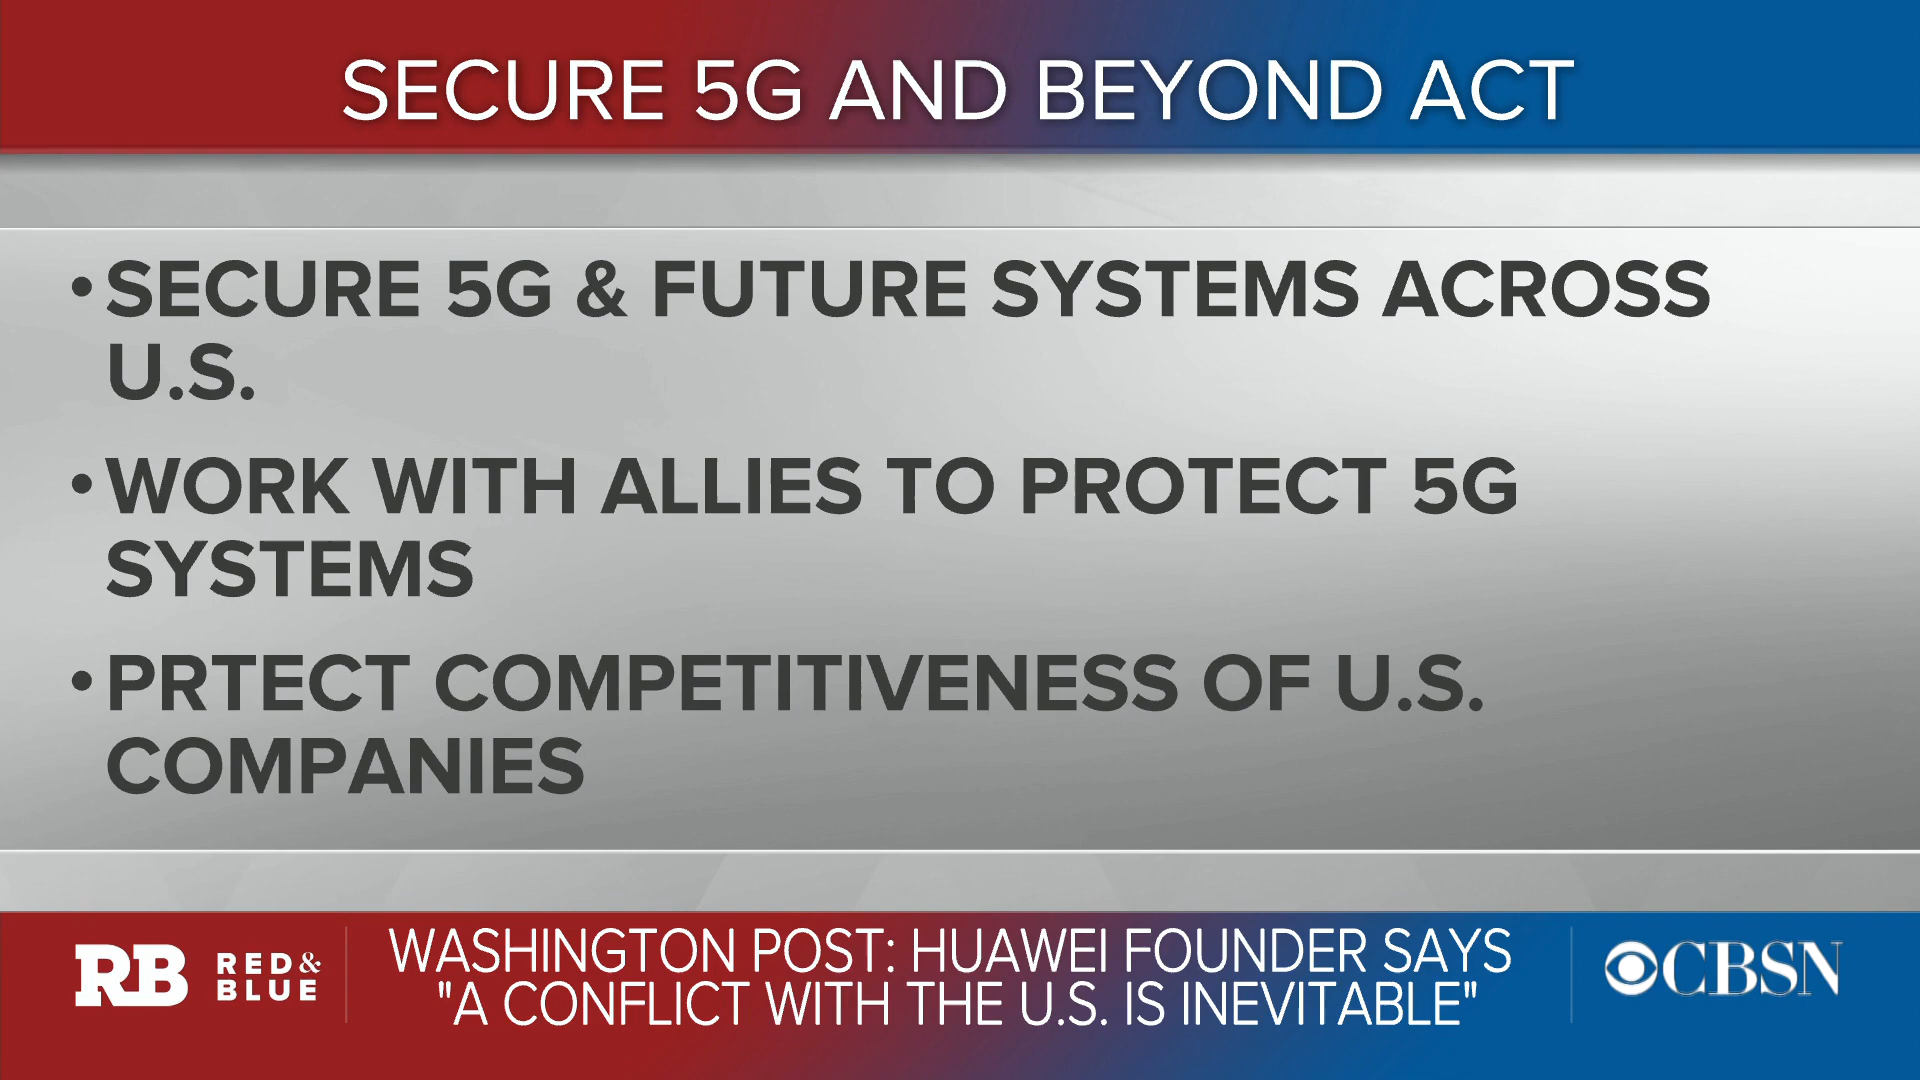 SECURE 5G AND BEYOND ACT
• SECURE 5G & FUTURE SYSTEMS ACROSS
U.S.
• WORK WITH ALLIES TO PROTECT 5G
SYSTEMS
• PRTECT COMPETITIVENESS OF U.S.
COMPANIES
RB
RED&
BLUE
WASHINGTON POST: HUAWEI FOUNDER SAYS
"A CONFLICT WITH THE U.S. IS INEVITABLE"
CBSN